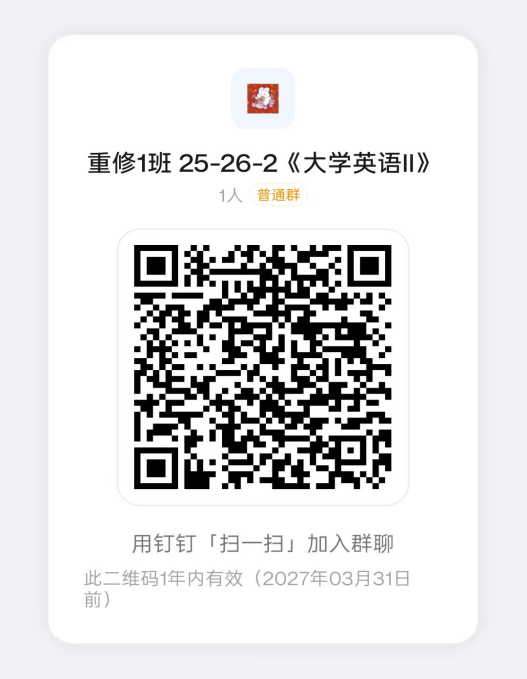 重修1班 25-26-2《大学英语II》
1人 普通群
用钉钉「扫一扫」加入群聊
此二维码1年内有效（2027年03月31日
前）